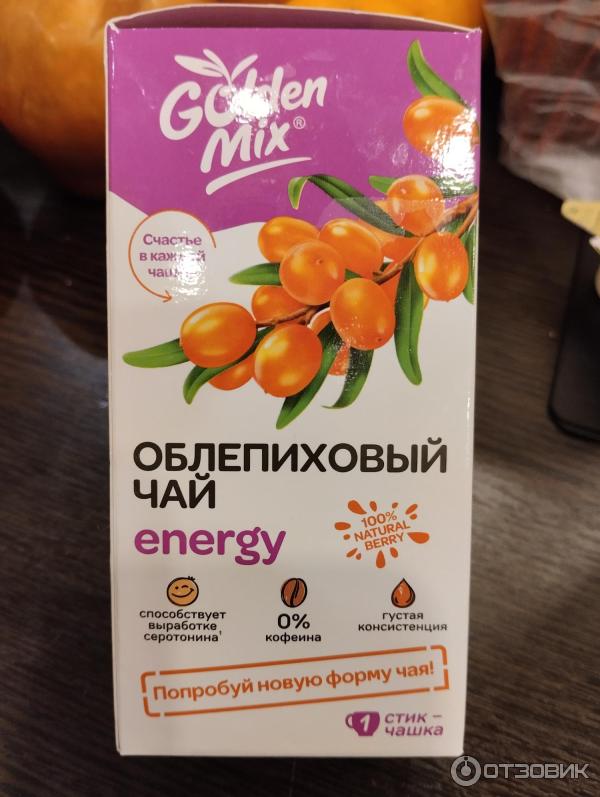 Golden
Mix®
Счастье
в каждой
чашке
ОБЛЕПИХОВЫЙ
ЧАЙ
energy
100%
NATURAL
BERRY
способствует
выработке
серотонина¹
0%
кофеина
густая
консистенция
Попробуй новую форму чая!
1 стик –
чашка
ОТЗОВИК